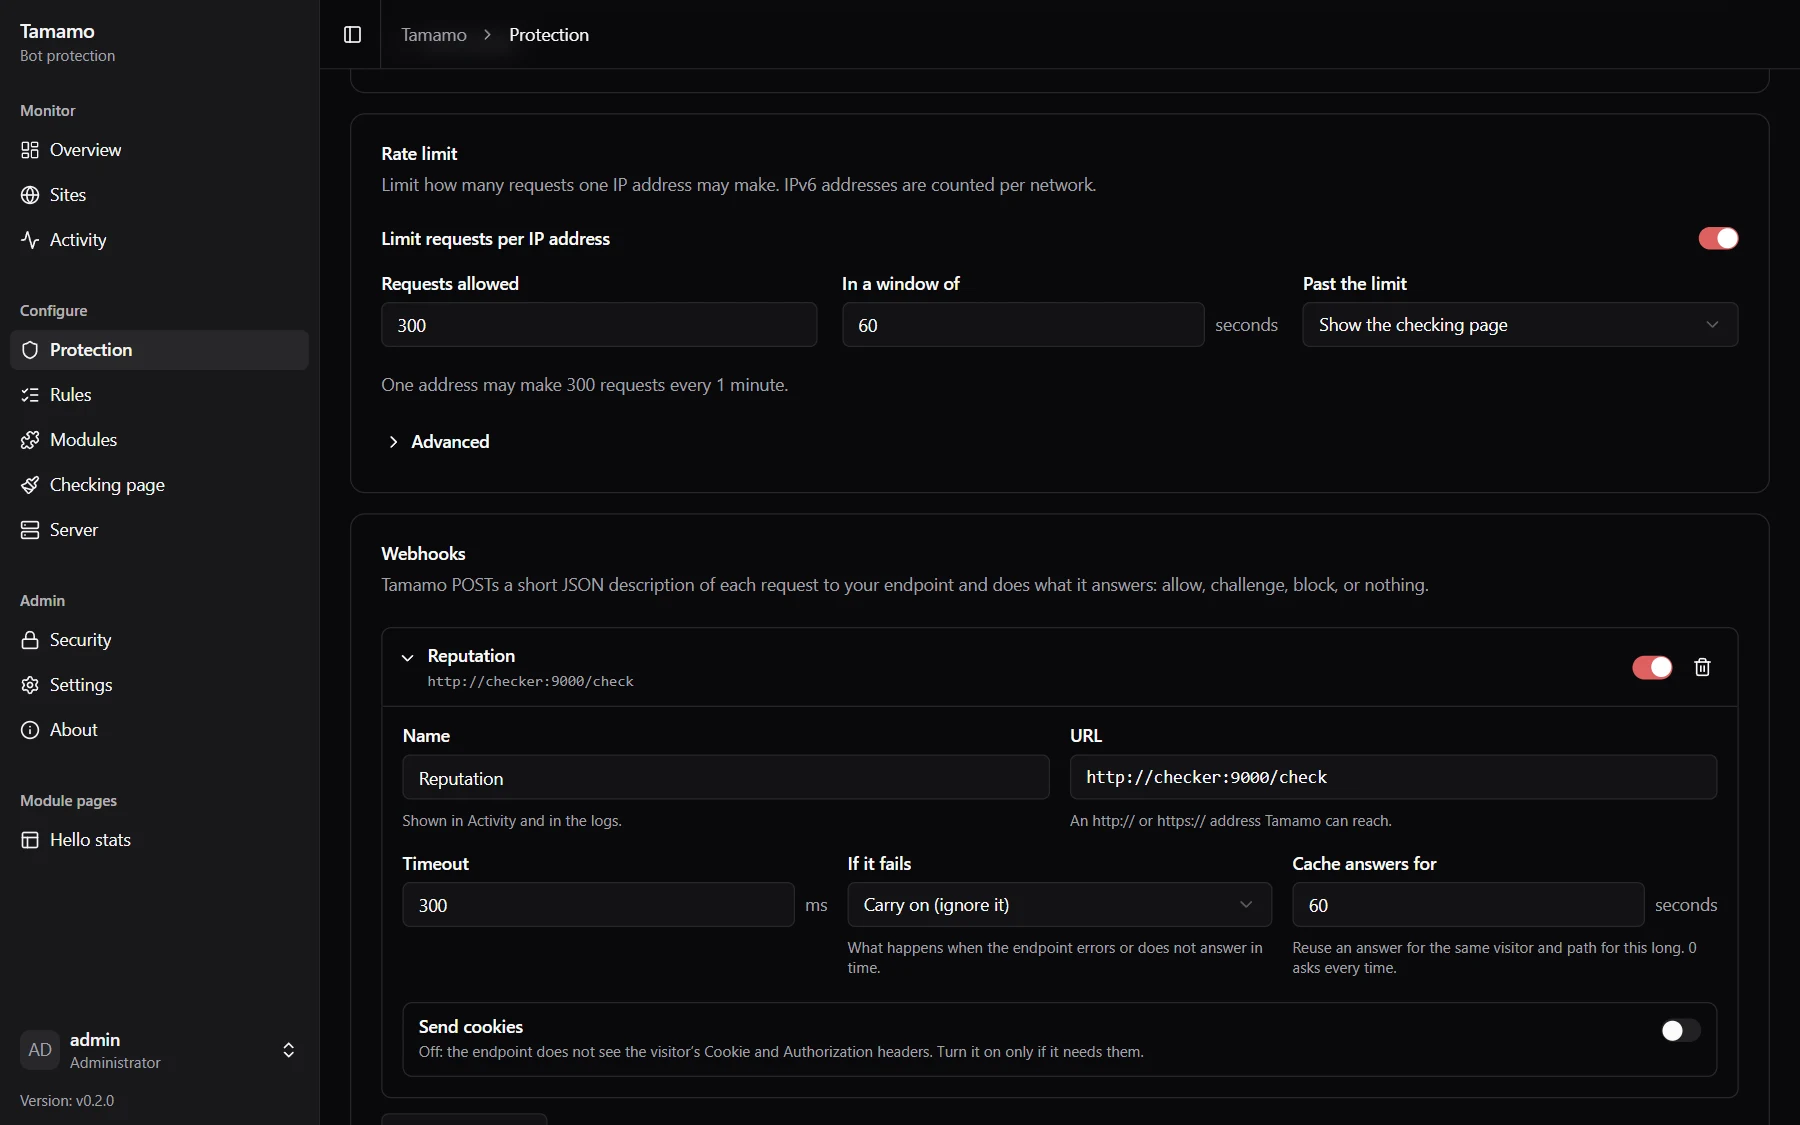 Tamamo
Bot protection
Monitor
Overview
Sites
Activity
Configure
Protection
Rules
Modules
Checking page
Server
Admin
Security
Settings
About
Module pages
Hello stats
AD
admin
Administrator
Version: v0.2.0
Tamamo > Protection
Rate limit
Limit how many requests one IP address may make. IPv6 addresses are counted per network.
Limit requests per IP address
Requests allowed
300
In a window of
60 seconds
Past the limit
Show the checking page
One address may make 300 requests every 1 minute.
Advanced
Webhooks
Tamamo POSTs a short JSON description of each request to your endpoint and does what it answers: allow, challenge, block, or nothing.
Reputation
http://checker:9000/check
Name
Reputation
Shown in Activity and in the logs.
URL
http://checker:9000/check
An http:// or https:// address Tamamo can reach.
Timeout
300 ms
If it fails
Carry on (ignore it)
What happens when the endpoint errors or does not answer in
time.
Cache answers for
60 seconds
Reuse an answer for the same visitor and path for this long. 0
asks every time.
Send cookies
Off: the endpoint does not see the visitor's Cookie and Authorization headers. Turn it on only if it needs them.